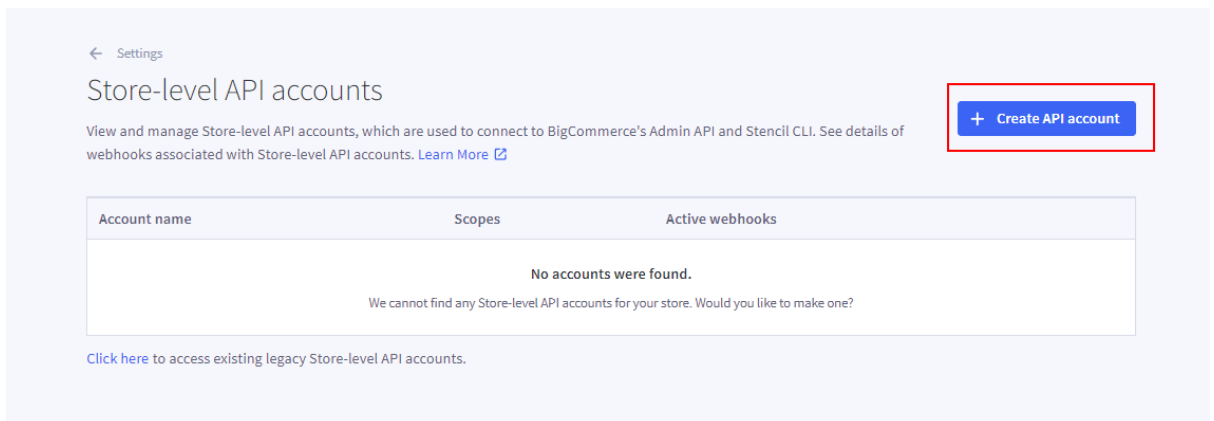 ← Settings
Store-level API accounts
View and manage Store-level API accounts, which are used to connect to BigCommerce's Admin API and Stencil CLI. See details of
webhooks associated with Store-level API accounts. Learn More
+ Create API account
Account name Scopes Active webhooks
No accounts were found.
We cannot find any Store-level API accounts for your store. Would you like to make one?
Click here to access existing legacy Store-level API accounts.